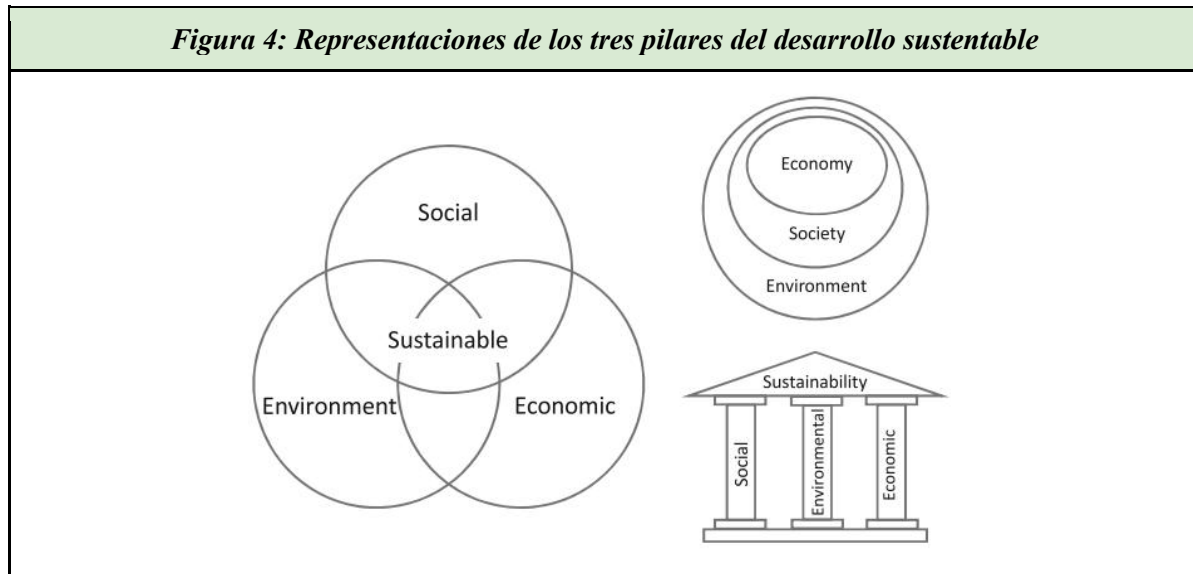 Figura 4: Representaciones de los tres pilares del desarrollo sustentable
Social
Sustainable
Environment
Economic
Economy
Society
Environment
Sustainability
Social
Environmental
Economic